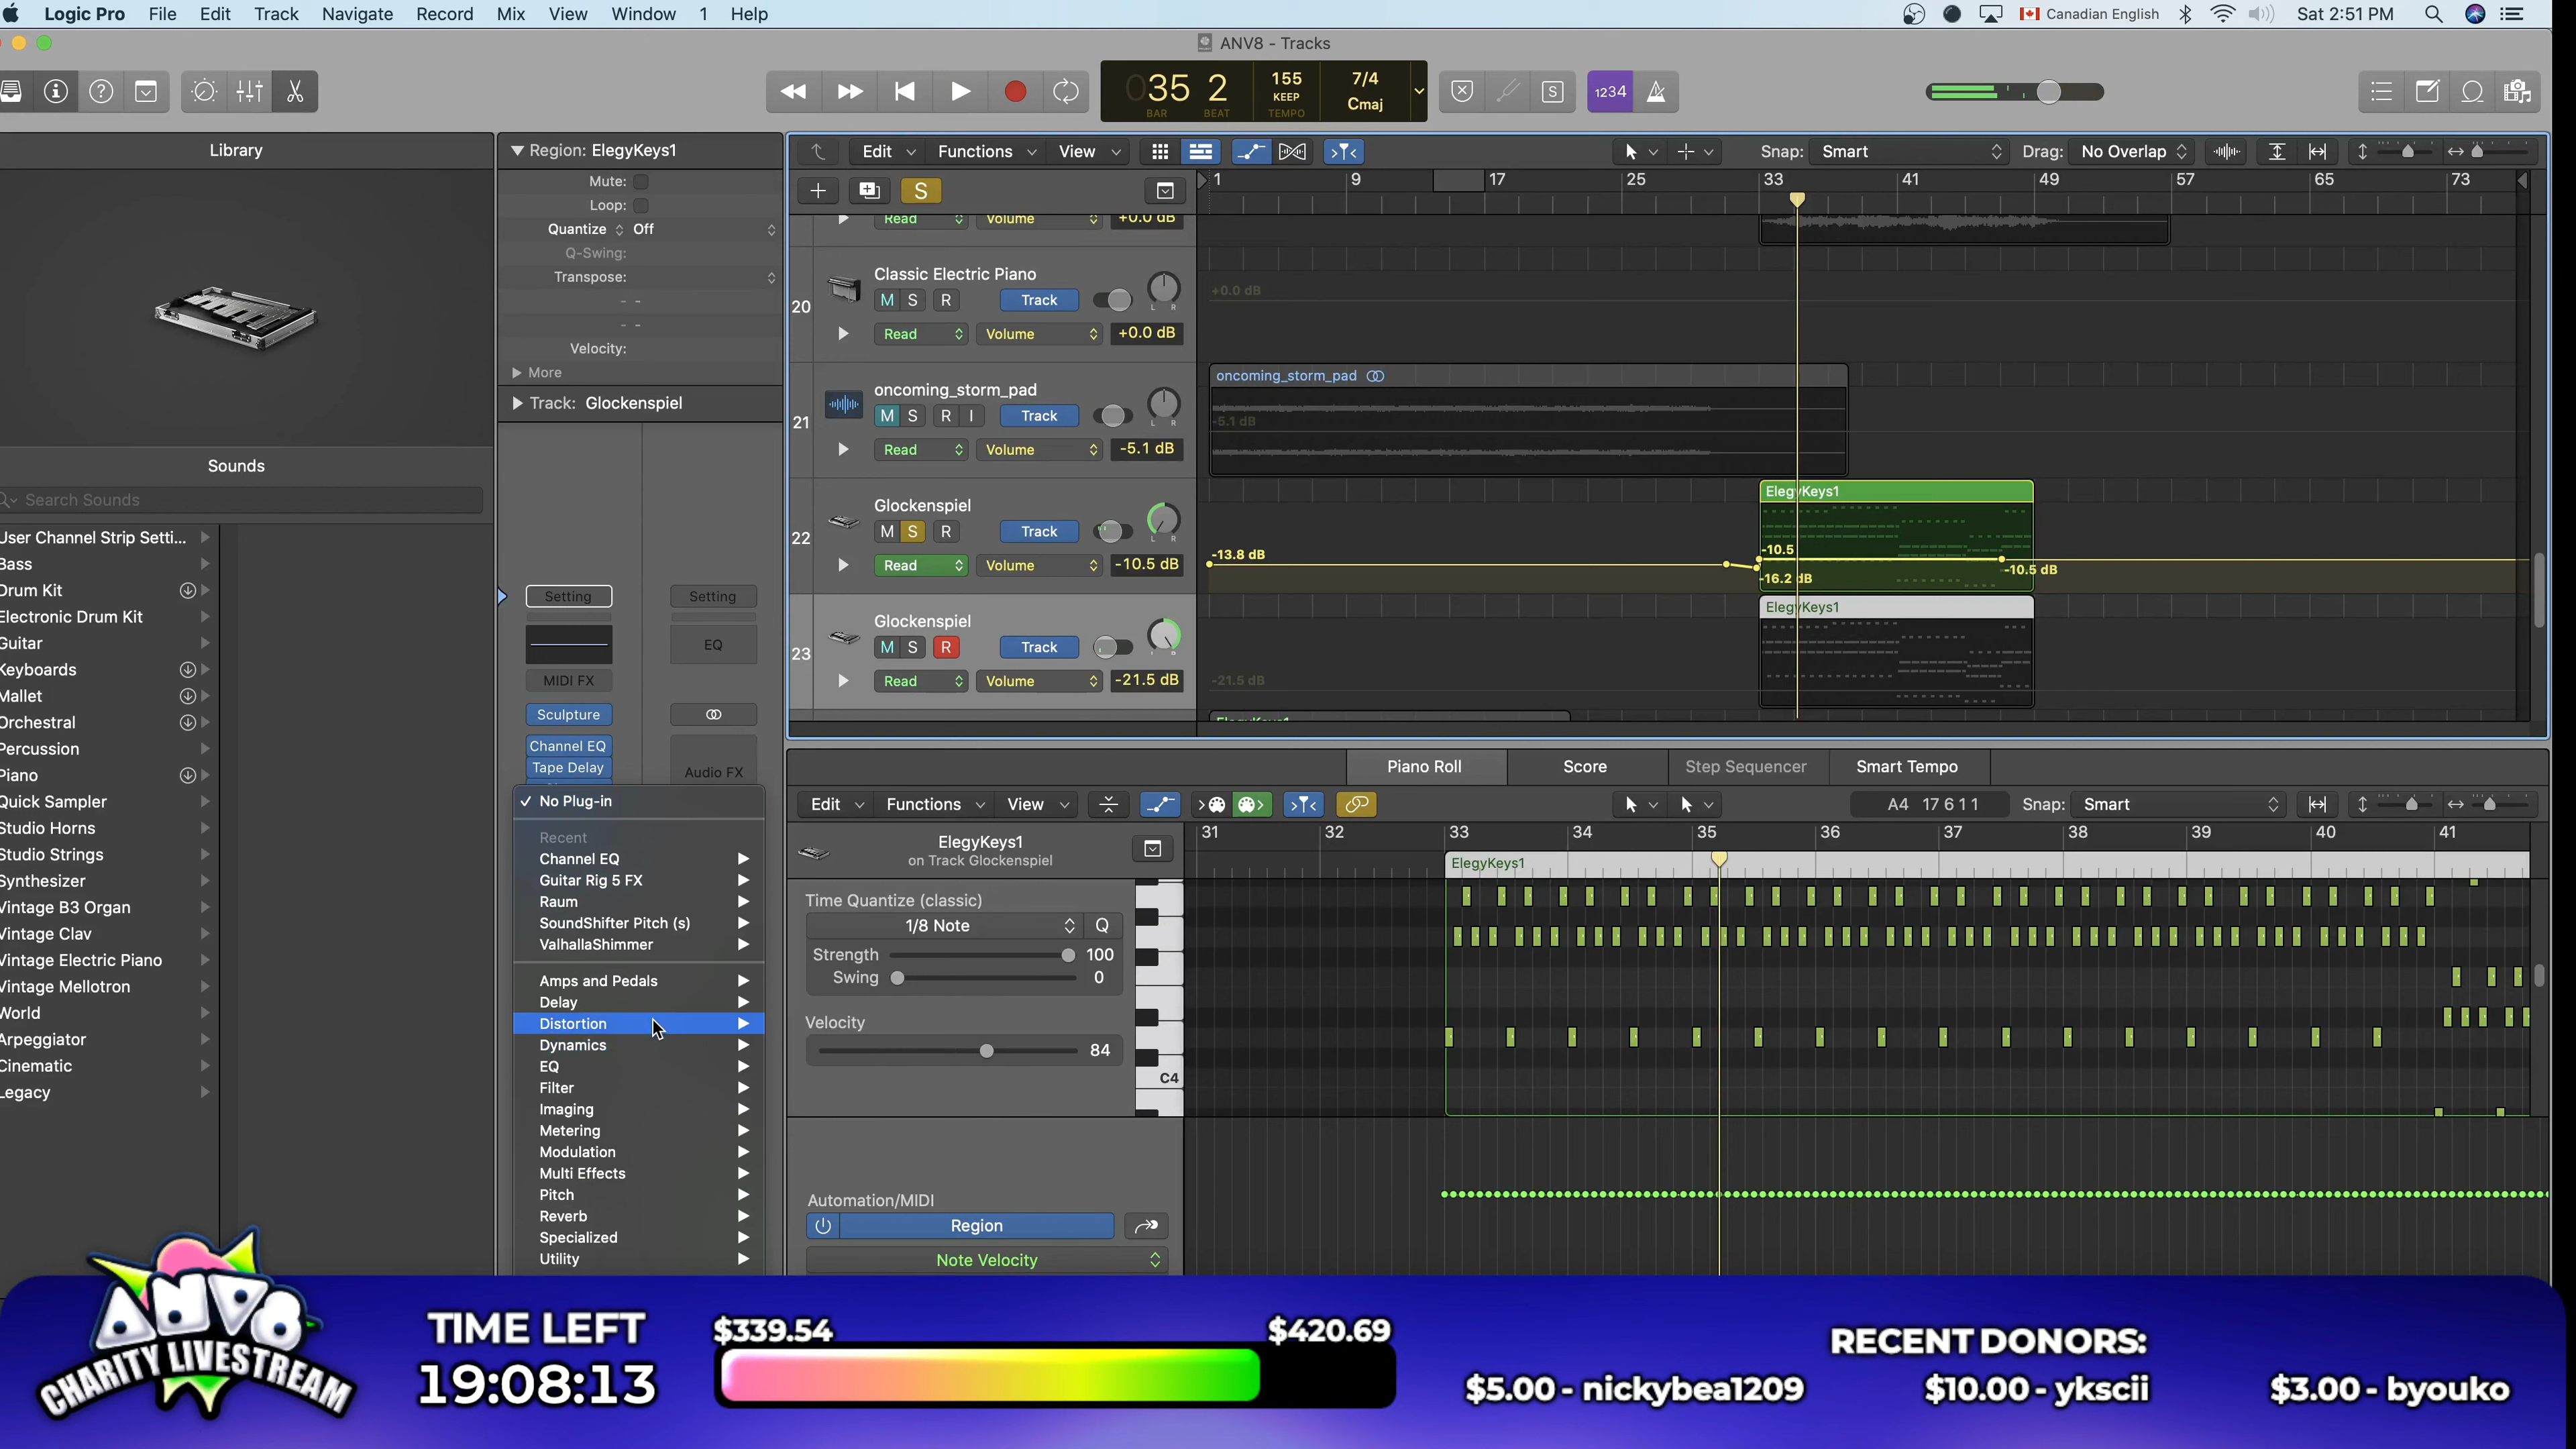 Logic Pro File Edit Track Navigate Record Mix View Window 1 Help
Canadian English Sat 2:51 PM
ANV8 - Tracks
35 2
BAR BEAT
155
KEEP
TEMPO
7/4
Cmaj
S
1234
Library
Sounds
Search Sounds
User Channel Strip Setti...
Bass
Drum Kit
Electronic Drum Kit
Guitar
Keyboards
Mallet
Orchestral
Percussion
Piano
Quick Sampler
Studio Horns
Studio Strings
Synthesizer
Vintage B3 Organ
Vintage Clav
Vintage Electric Piano
Vintage Mellotron
World
Arpeggiator
Cinematic
Legacy
Region: ElegyKeys1
Mute:
Loop:
Quantize Off
Q-Swing:
Transpose:
- -
- -
Velocity:
More
Track: Glockenspiel
Setting Setting
EQ
MIDI FX
Sculpture
Channel EQ
Tape Delay
Audio FX
✓ No Plug-in
Recent
Channel EQ
Guitar Rig 5 FX
Raum
SoundShifter Pitch (s)
ValhallaShimmer
Amps and Pedals
Delay
Distortion
Dynamics
EQ
Filter
Imaging
Metering
Modulation
Multi Effects
Pitch
Reverb
Specialized
Utility
Edit Functions View Snap: Smart Drag: No Overlap
S
1 9 17 25 33 41 49 57 65 73
Read Volume +0.0 dB
20
Classic Electric Piano
M S R Track L R
Read Volume +0.0 dB
+0.0 dB
21
oncoming_storm_pad
M S R I Track L R
Read Volume -5.1 dB
oncoming_storm_pad
-5.1 dB
22
Glockenspiel
M S R Track L R
Read Volume -10.5 dB
-13.8 dB
ElegyKeys1
-10.5
-16.2 dB
-10.5 dB
23
Glockenspiel
M S R Track
Read Volume -21.5 dB
-21.5 dB
ElegyKeys1
ElegyKeys1
Piano Roll Score Step Sequencer Smart Tempo
Edit Functions View A4 17 6 1 1 Snap: Smart
31 32 33 34 35 36 37 38 39 40 41
ElegyKeys1
on Track Glockenspiel
ElegyKeys1
Time Quantize (classic)
1/8 Note Q
Strength 100
Swing 0
Velocity
84
C4
Automation/MIDI
Region
Note Velocity
ANV8
CHARITY LIVESTREAM
TIME LEFT
19:08:13
$339.54 $420.69
RECENT DONORS:
$5.00 - nickybea1209 $10.00 - ykscii $3.00 - byouko